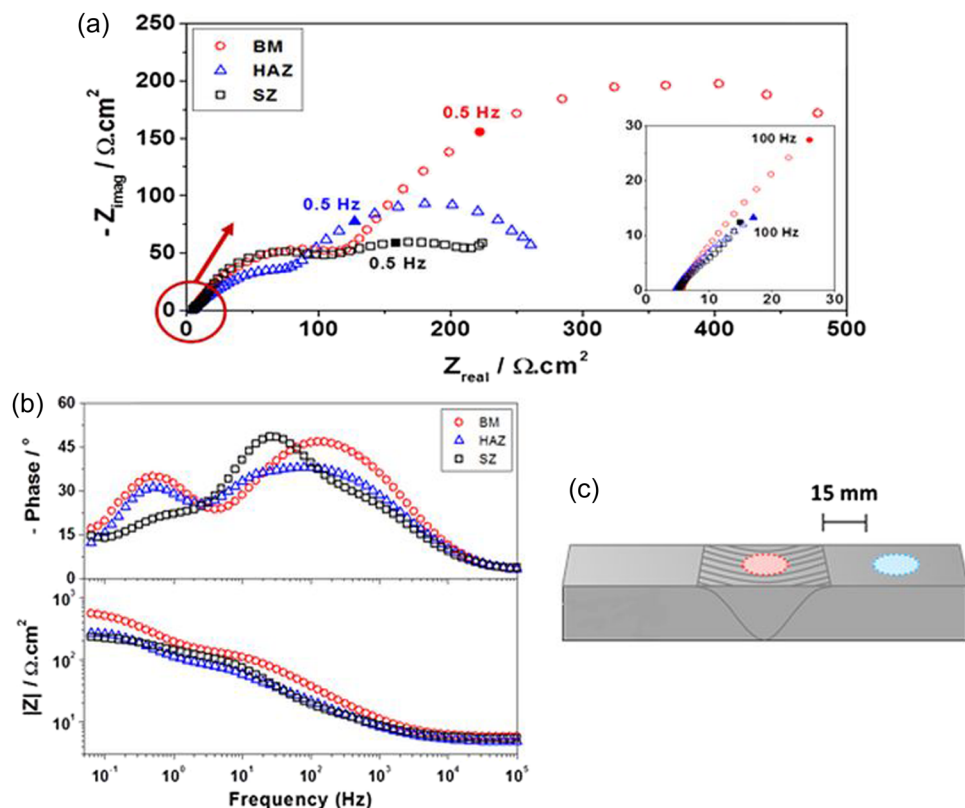 (a)
250
200
150
100
50
0
- Z_imag / Ω.cm²
BM
HAZ
SZ
0.5 Hz
0.5 Hz
0.5 Hz
30
20
10
0
100 Hz
100 Hz
0 10 20 30
0 100 200 300 400 500
Z_real / Ω.cm²
(b)
60
45
30
15
0
- Phase / °
BM
HAZ
SZ
10³
10²
10¹
|Z| / Ω.cm²
10⁻¹ 10⁰ 10¹ 10² 10³ 10⁴ 10⁵
Frequency (Hz)
(c)
15 mm